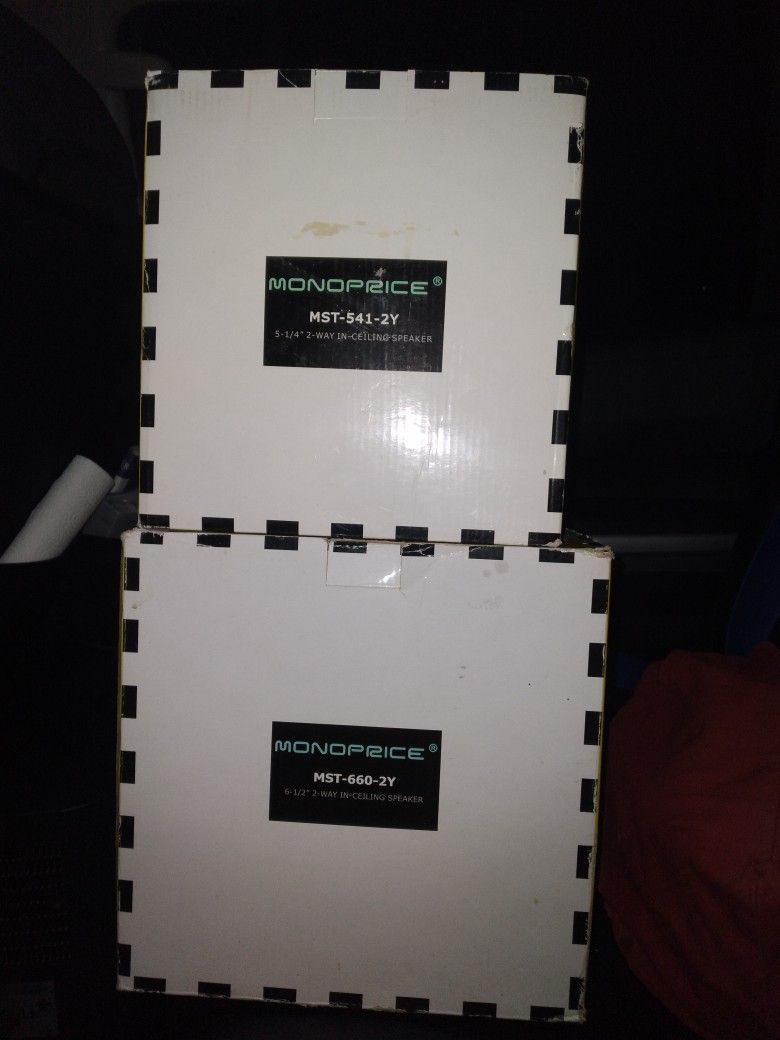 MONOPRICE®
MST-541-2Y
5-1/4" 2-WAY IN-CEILING SPEAKER
MONOPRICE®
MST-660-2Y
6-1/2" 2-WAY IN-CEILING SPEAKER